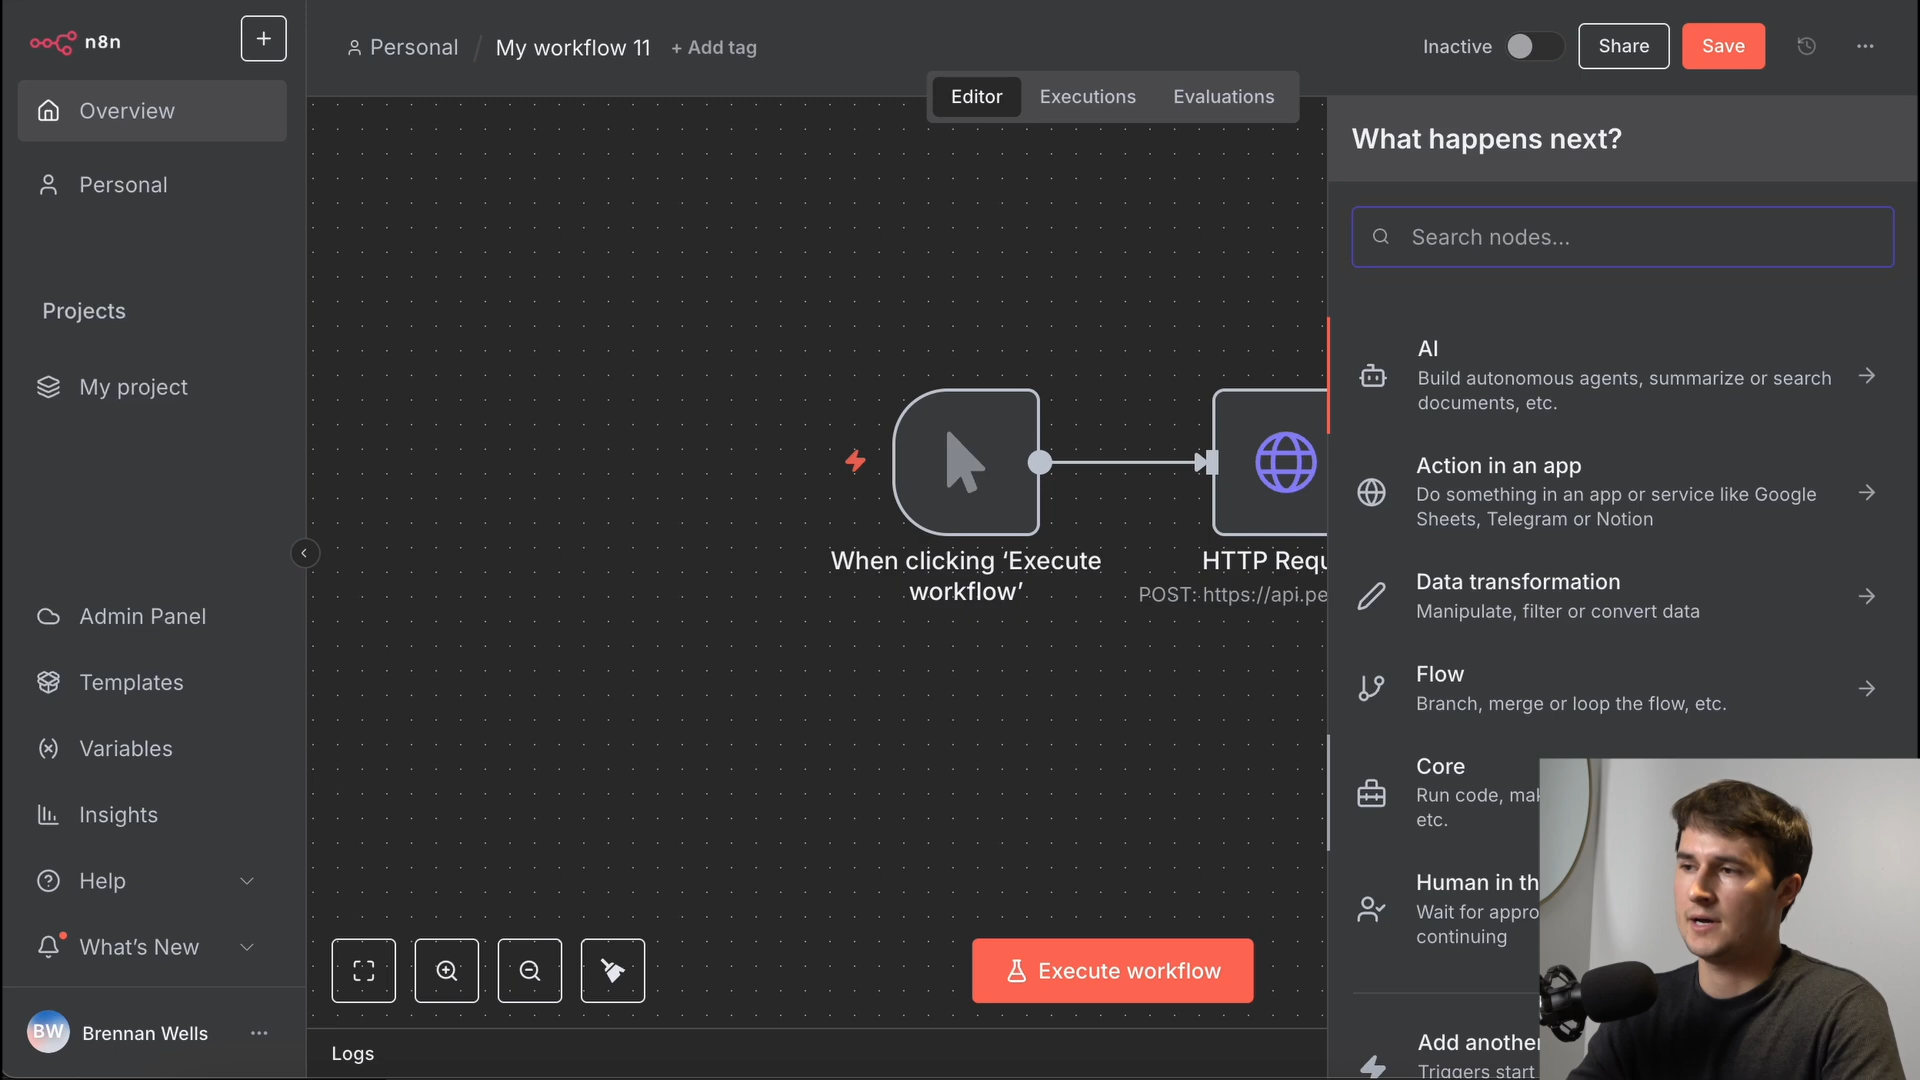 n8n
Overview
Personal
Projects
My project
Admin Panel
Templates
Variables
Insights
Help
What's New
BW
Brennan Wells
Personal / My workflow 11 + Add tag
Inactive
Share
Save
Editor
Executions
Evaluations
When clicking ‘Execute
workflow’
HTTP Requ
POST: https://api.pe
Execute workflow
Logs
What happens next?
Search nodes...
AI
Build autonomous agents, summarize or search
documents, etc.
Action in an app
Do something in an app or service like Google
Sheets, Telegram or Notion
Data transformation
Manipulate, filter or convert data
Flow
Branch, merge or loop the flow, etc.
Core
Run code, mak
etc.
Human in th
Wait for appro
continuing
Add another
Triggers start